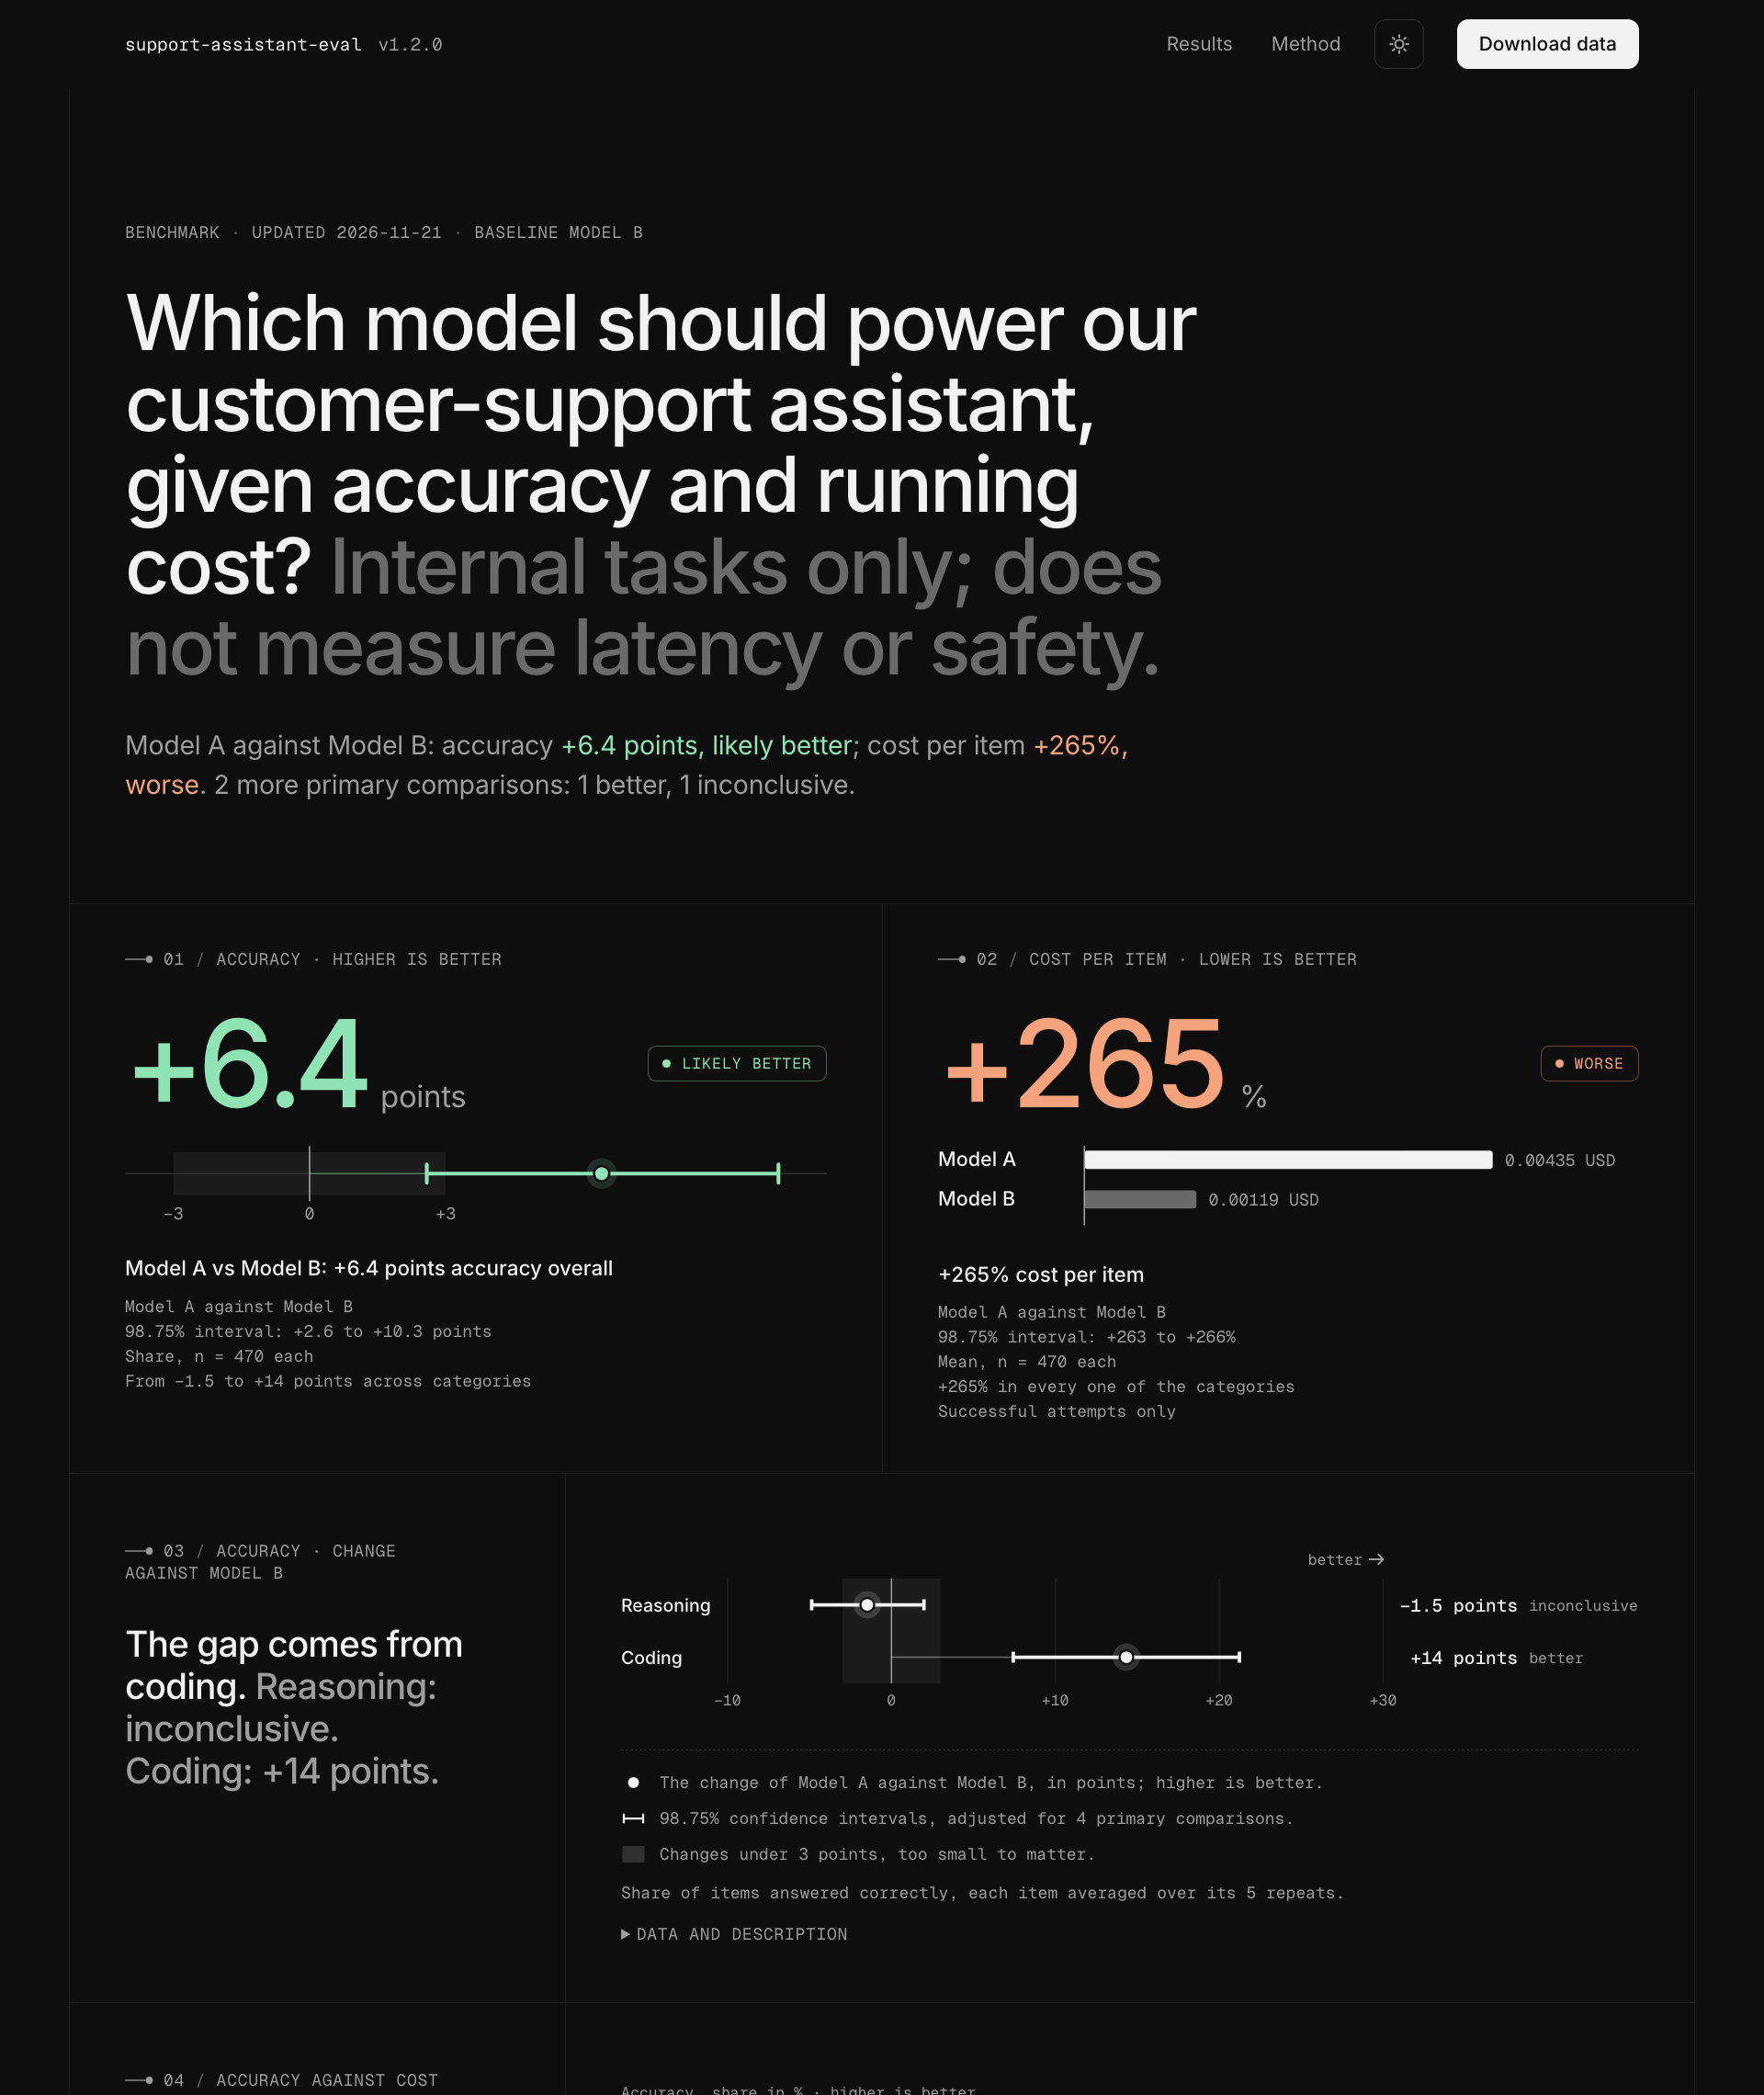 support-assistant-eval v1.2.0
Results
Method
Download data
BENCHMARK · UPDATED 2026-11-21 · BASELINE MODEL B
Which model should power our
customer-support assistant,
given accuracy and running
cost? Internal tasks only; does
not measure latency or safety.
Model A against Model B: accuracy +6.4 points, likely better; cost per item +265%,
worse. 2 more primary comparisons: 1 better, 1 inconclusive.
01 / ACCURACY · HIGHER IS BETTER
+6.4 points
LIKELY BETTER
−3 0 +3
Model A vs Model B: +6.4 points accuracy overall
Model A against Model B
98.75% interval: +2.6 to +10.3 points
Share, n = 470 each
From −1.5 to +14 points across categories
02 / COST PER ITEM · LOWER IS BETTER
+265 %
WORSE
Model A 0.00435 USD
Model B 0.00119 USD
+265% cost per item
Model A against Model B
98.75% interval: +263 to +266%
Mean, n = 470 each
+265% in every one of the categories
Successful attempts only
03 / ACCURACY · CHANGE
AGAINST MODEL B
The gap comes from
coding. Reasoning:
inconclusive.
Coding: +14 points.
better →
Reasoning −1.5 points inconclusive
Coding +14 points better
−10 0 +10 +20 +30
The change of Model A against Model B, in points; higher is better.
98.75% confidence intervals, adjusted for 4 primary comparisons.
Changes under 3 points, too small to matter.
Share of items answered correctly, each item averaged over its 5 repeats.
DATA AND DESCRIPTION
04 / ACCURACY AGAINST COST
Accuracy, share in % · higher is better